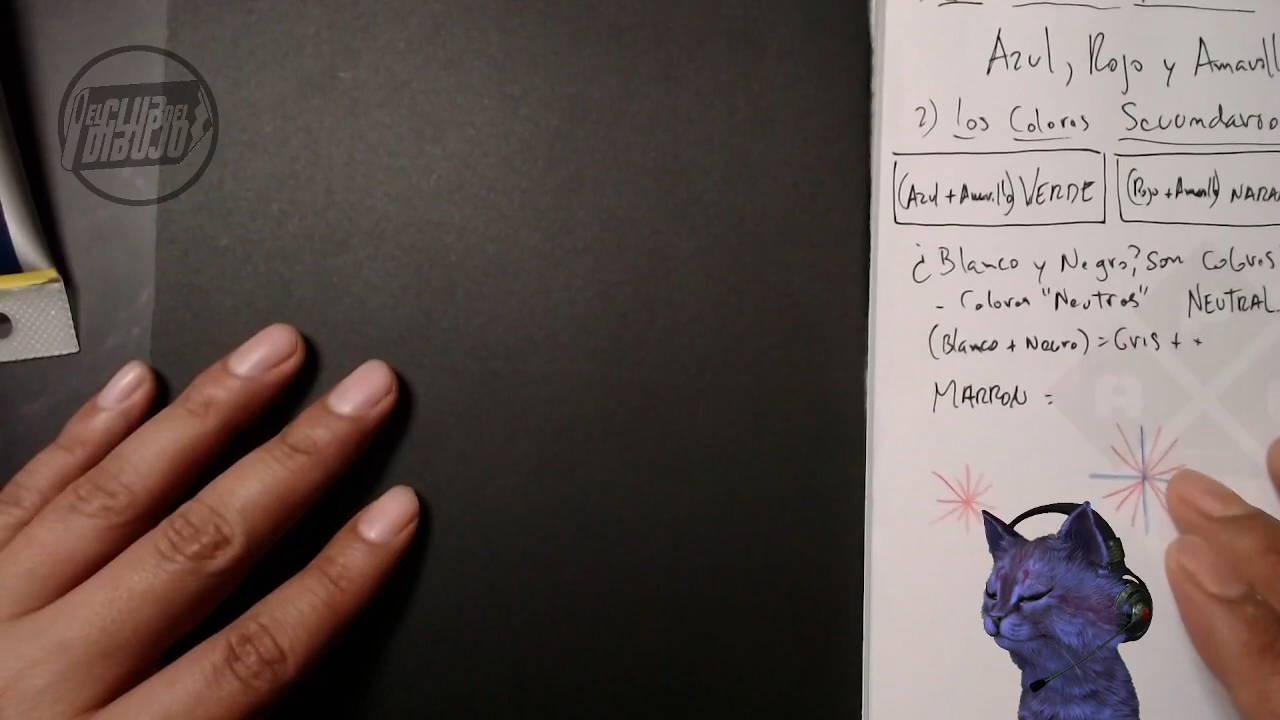 EL CLUB DEL
DIBUJO
Azul, Rojo y Amarill
2) Los Colores Secundario
(Azul + Amarillo) VERDE
(Rojo + Amarillo) NARA
¿Blanco y Negro? Son Colores
- Colores "Neutros" NEUTRAL
(Blanco + Negro) = Gris + +
MARRON =